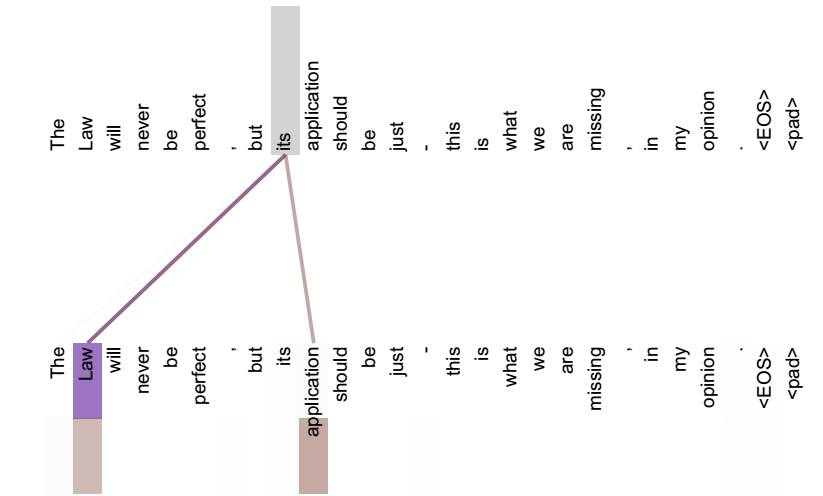 The Law will never be perfect , but its application should be just - this is what we are missing , in my opinion . <EOS> <pad>
The Law will never be perfect , but its application should be just - this is what we are missing , in my opinion . <EOS> <pad>